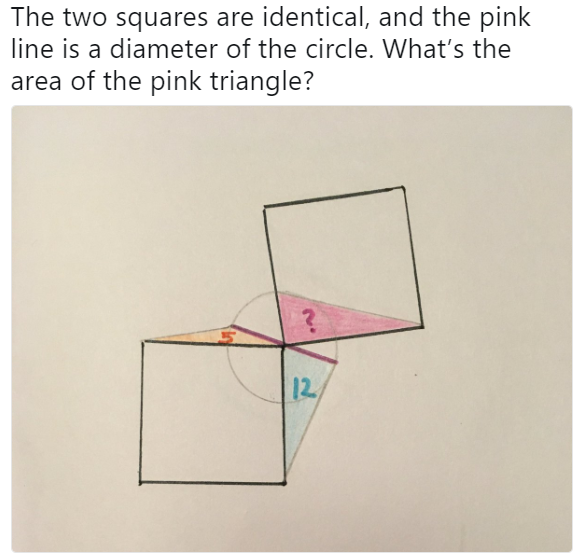 The two squares are identical, and the pink
line is a diameter of the circle. What’s the
area of the pink triangle?
?
5
12